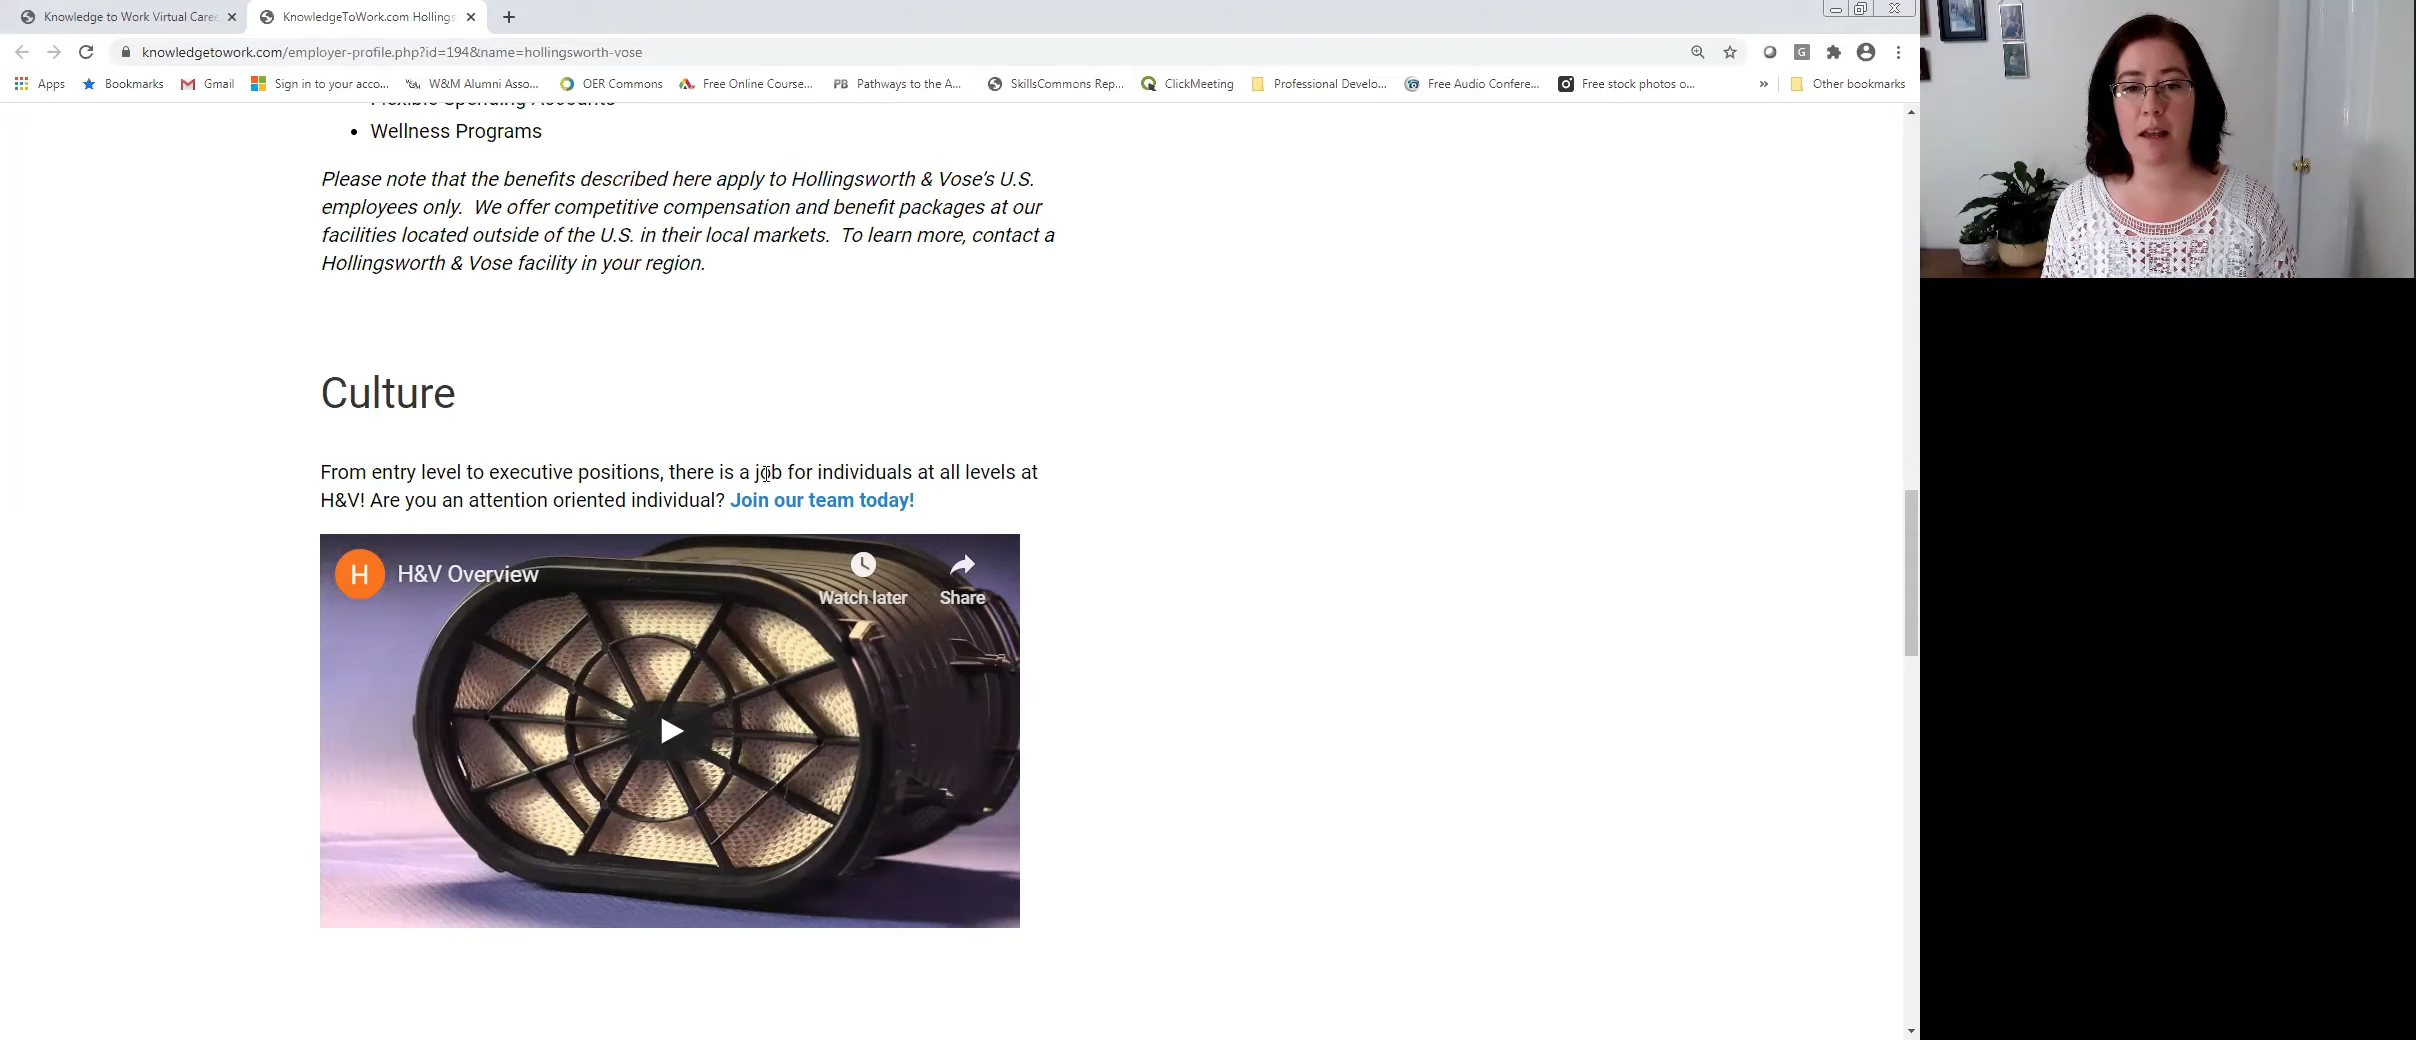 Knowledge to Work Virtual Care
KnowledgeToWork.com Hollings
knowledgetowork.com/employer-profile.php?id=194&name=hollingsworth-vose
Apps
Bookmarks
Gmail
Sign in to your acco...
W&M Alumni Asso...
OER Commons
Free Online Course...
Pathways to the A...
SkillsCommons Rep...
ClickMeeting
Professional Develo...
Free Audio Confere...
Free stock photos o...
»
Other bookmarks
Flexible Spending Accounts
• Wellness Programs
Please note that the benefits described here apply to Hollingsworth & Vose’s U.S.
employees only. We offer competitive compensation and benefit packages at our
facilities located outside of the U.S. in their local markets. To learn more, contact a
Hollingsworth & Vose facility in your region.
Culture
From entry level to executive positions, there is a job for individuals at all levels at
H&V! Are you an attention oriented individual? Join our team today!
H
H&V Overview
Watch later
Share